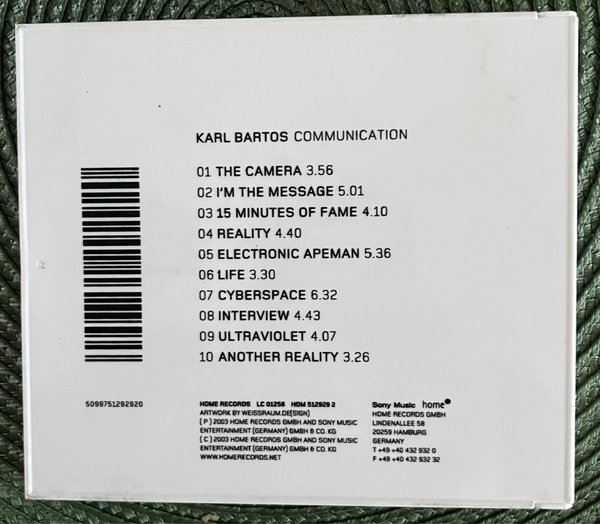 KARL BARTOS COMMUNICATION
01 THE CAMERA 3.56
02 I'M THE MESSAGE 5.01
03 15 MINUTES OF FAME 4.10
04 REALITY 4.40
05 ELECTRONIC APEMAN 5.36
06 LIFE 3.30
07 CYBERSPACE 6.32
08 INTERVIEW 4.43
09 ULTRAVIOLET 4.07
10 ANOTHER REALITY 3.26
5099751292920
HOME RECORDS LC 01256 HOM 512929 2
ARTWORK BY WEISSRAUM.DE(SIGN)
[ P ] 2003 HOME RECORDS GMBH AND SONY MUSIC
ENTERTAINMENT (GERMANY) GMBH & CO. KG
[ C ] 2003 HOME RECORDS GMBH AND SONY MUSIC
ENTERTAINMENT (GERMANY) GMBH & CO. KG
WWW.HOMERECORDS.NET
Sony Music home
HOME RECORDS GMBH
LINDENALLEE 58
20259 HAMBURG
GERMANY
T +49 +40 432 932 0
F +49 +40 432 932 32